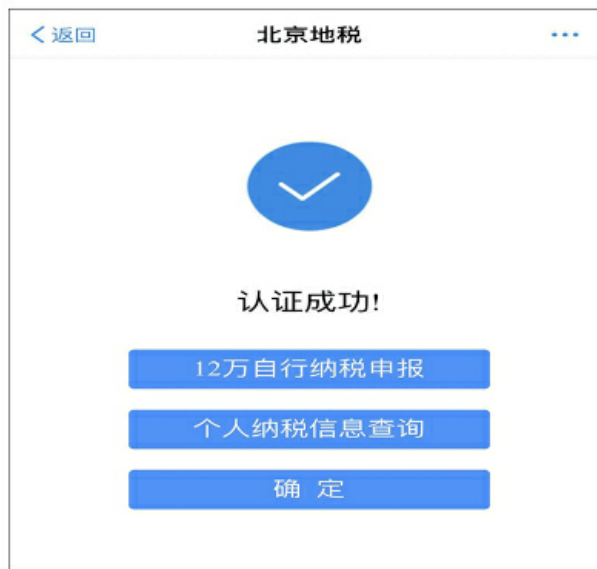 返回 北京地税 ...
认证成功!
12万自行纳税申报
个人纳税信息查询
确 定